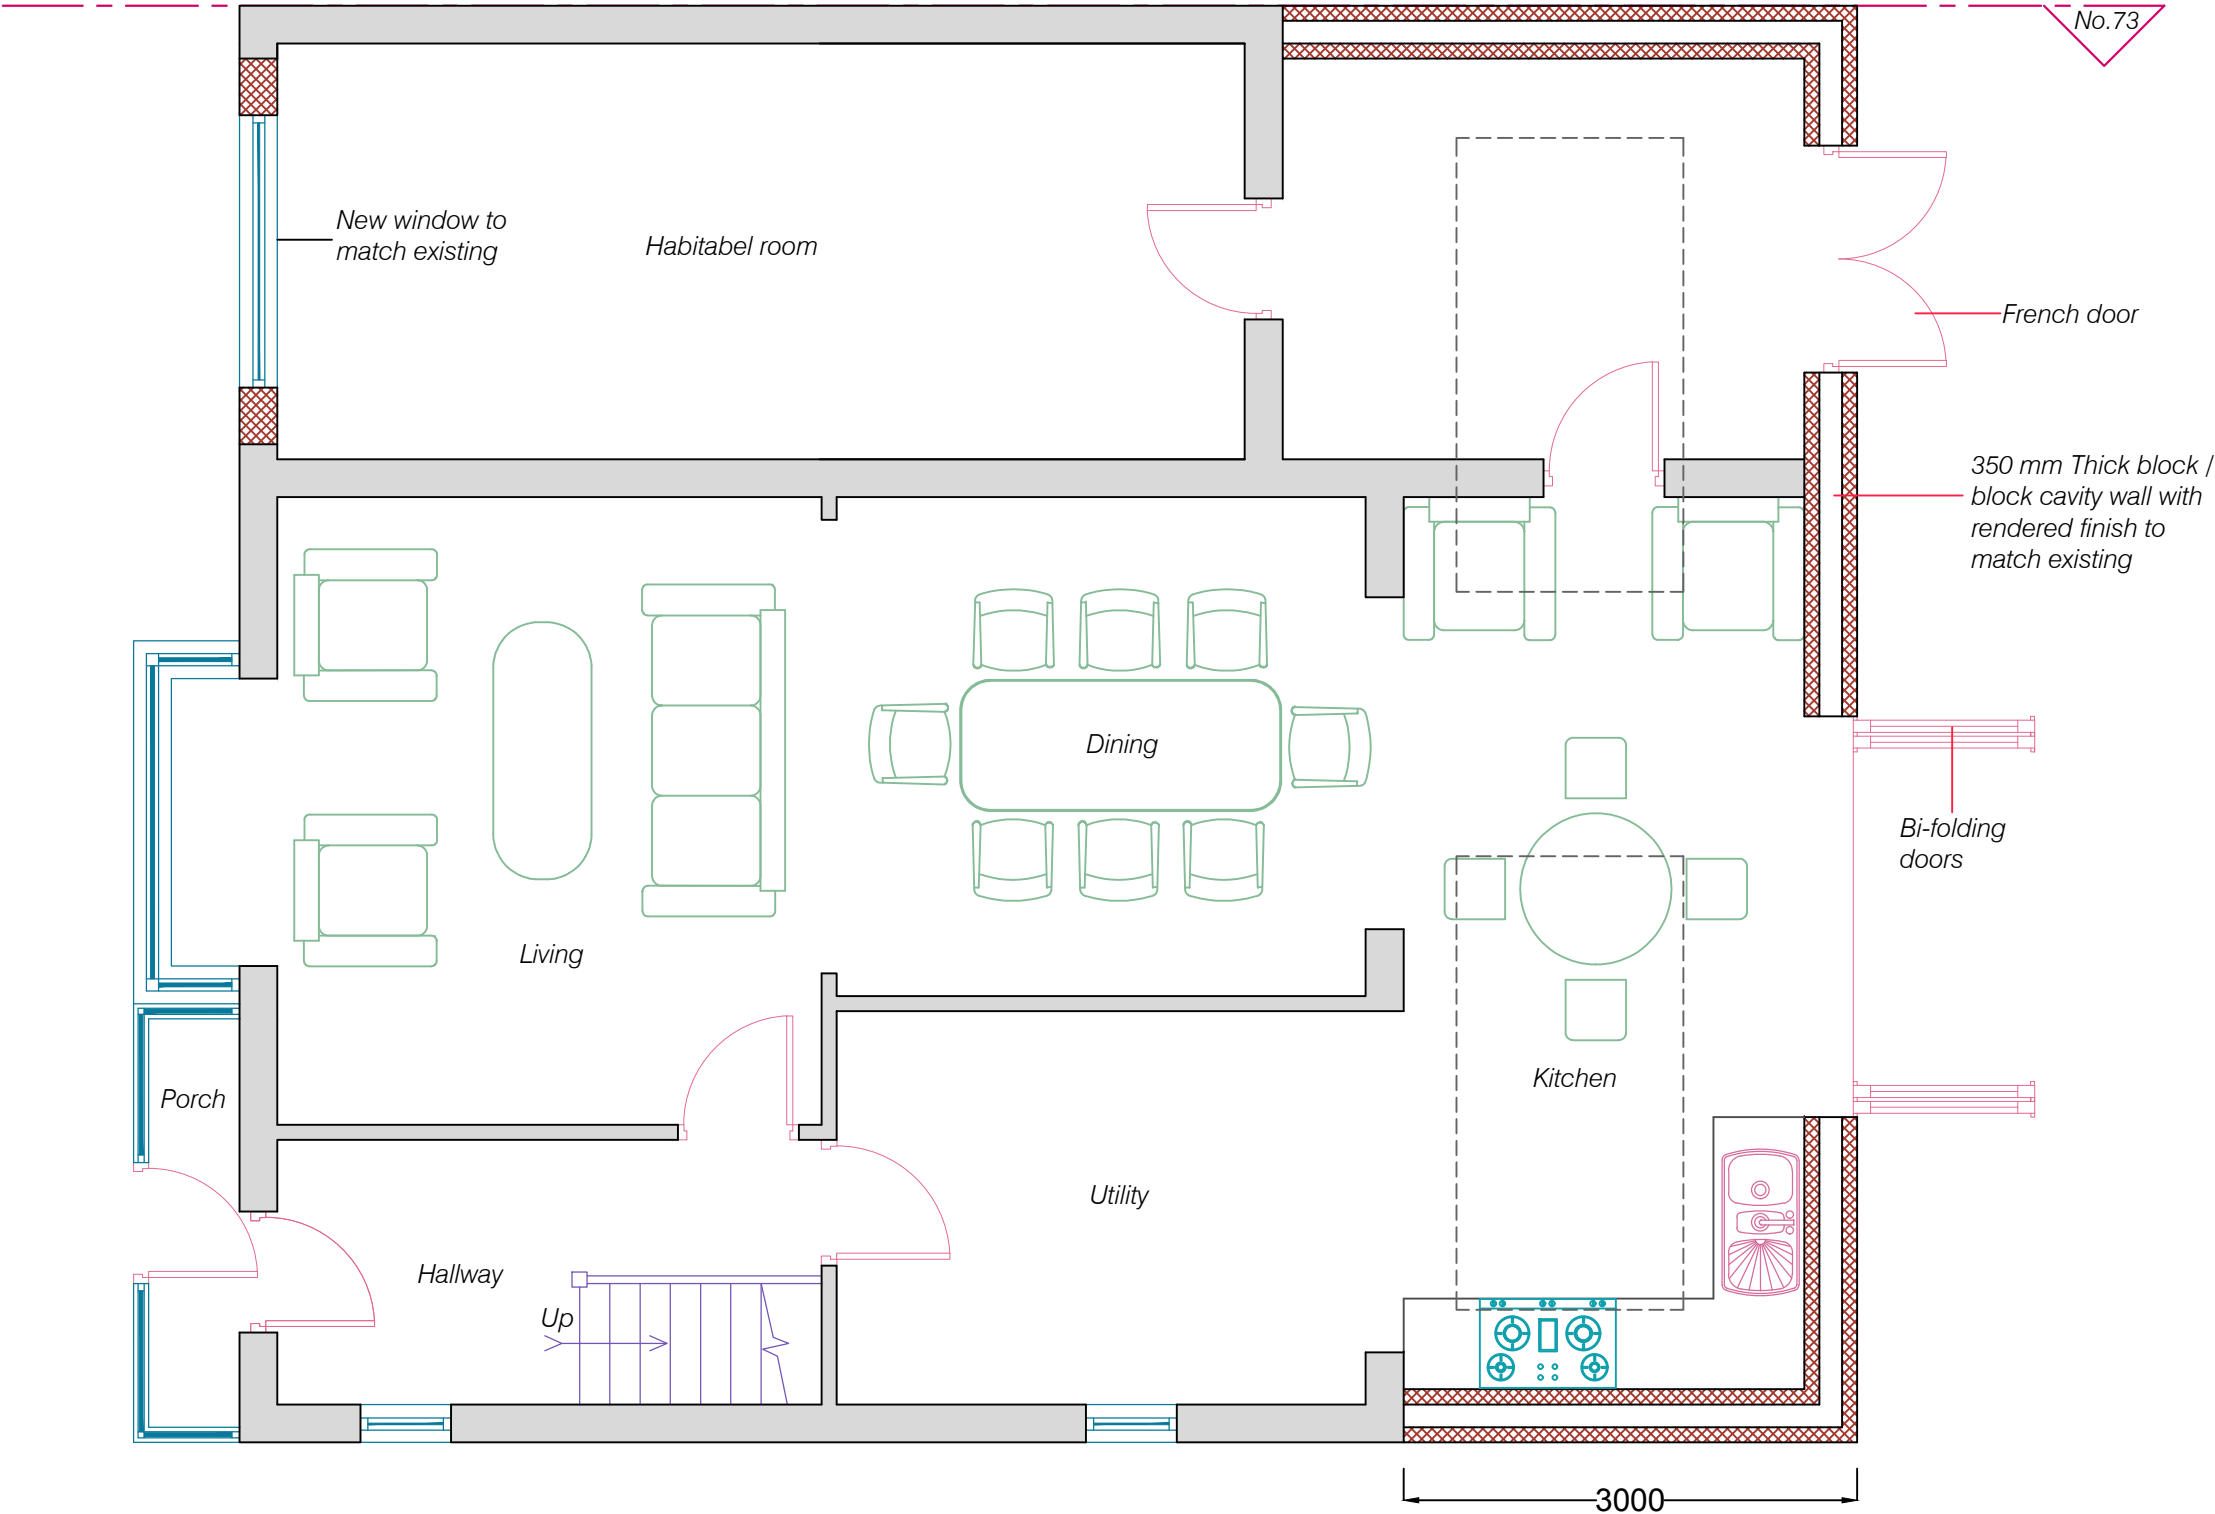 No.73
New window to
match existing
Habitabel room
French door
350 mm Thick block /
block cavity wall with
rendered finish to
match existing
Dining
Bi-folding
doors
Living
Kitchen
Porch
Utility
Hallway
Up
3000